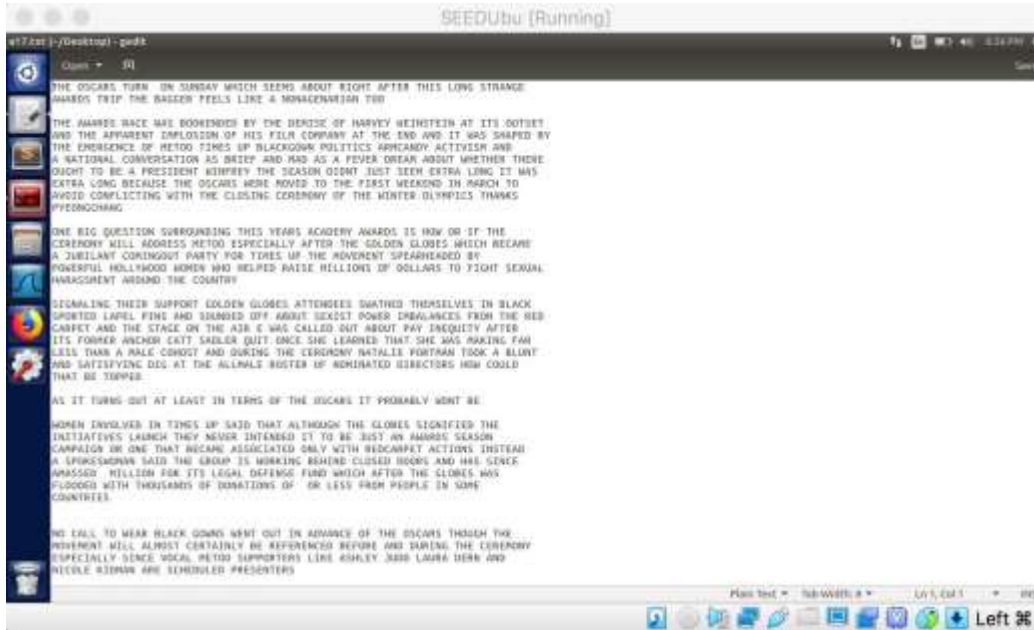 SEEDUbu [Running]
(~/Desktop) - gedit
Open
THE OSCARS TURN ON SUNDAY WHICH SEEMS ABOUT RIGHT AFTER THIS LONG STRANGE
AWARDS TRIP THE BAGGER FEELS LIKE A NONAGENARIAN TOO
THE AWARDS RACE WAS BOOKENDED BY THE DEMISE OF HARVEY WEINSTEIN AT ITS OUTSET
AND THE APPARENT IMPLOSION OF HIS FILM COMPANY AT THE END AND IT WAS SHAPED BY
THE EMERGENCE OF METOO TIMES UP BLACKGOWN POLITICS ARMCANDY ACTIVISM AND
A NATIONAL CONVERSATION AS BRIEF AND MAD AS A FEVER DREAM ABOUT WHETHER THERE
OUGHT TO BE A PRESIDENT WINFREY THE SEASON DIDNT JUST SEEM EXTRA LONG IT WAS
EXTRA LONG BECAUSE THE OSCARS WERE MOVED TO THE FIRST WEEKEND IN MARCH TO
AVOID CONFLICTING WITH THE CLOSING CEREMONY OF THE WINTER OLYMPICS THANKS
PYEONGCHANG
ONE BIG QUESTION SURROUNDING THIS YEARS ACADEMY AWARDS IS HOW OR IF THE
CEREMONY WILL ADDRESS METOO ESPECIALLY AFTER THE GOLDEN GLOBES WHICH BECAME
A JUBILANT COMINGOUT PARTY FOR TIMES UP THE MOVEMENT SPEARHEADED BY
POWERFUL HOLLYWOOD WOMEN WHO HELPED RAISE MILLIONS OF DOLLARS TO FIGHT SEXUAL
HARASSMENT AROUND THE COUNTRY
SIGNALING THEIR SUPPORT GOLDEN GLOBES ATTENDEES SWATHED THEMSELVES IN BLACK
SPORTED LAPEL PINS AND SOUNDED OFF ABOUT SEXIST POWER IMBALANCES FROM THE RED
CARPET AND THE STAGE ON THE AIR E WAS CALLED OUT ABOUT PAY INEQUITY AFTER
ITS FORMER ANCHOR CATT SADLER QUIT ONCE SHE LEARNED THAT SHE WAS MAKING FAR
LESS THAN A MALE COHOST AND DURING THE CEREMONY NATALIE PORTMAN TOOK A BLUNT
AND SATISFYING DIG AT THE ALLMALE ROSTER OF NOMINATED DIRECTORS HOW COULD
THAT BE TOPPED
AS IT TURNS OUT AT LEAST IN TERMS OF THE OSCARS IT PROBABLY WONT BE
WOMEN INVOLVED IN TIMES UP SAID THAT ALTHOUGH THE GLOBES SIGNIFIED THE
INITIATIVES LAUNCH THEY NEVER INTENDED IT TO BE JUST AN AWARDS SEASON
CAMPAIGN OR ONE THAT BECAME ASSOCIATED ONLY WITH REDCARPET ACTIONS INSTEAD
A SPOKESWOMAN SAID THE GROUP IS WORKING BEHIND CLOSED DOORS AND HAS SINCE
AMASSED MILLION FOR ITS LEGAL DEFENSE FUND WHICH AFTER THE GLOBES WAS
FLOODED WITH THOUSANDS OF DONATIONS OF OR LESS FROM PEOPLE IN SOME
COUNTRIES
NO CALL TO WEAR BLACK GOWNS WENT OUT IN ADVANCE OF THE OSCARS THOUGH THE
MOVEMENT WILL ALMOST CERTAINLY BE REFERENCED BEFORE AND DURING THE CEREMONY
ESPECIALLY SINCE VOCAL METOO SUPPORTERS LIKE ASHLEY JUDD LAURA DERN AND
NICOLE KIDMAN ARE SCHEDULED PRESENTERS
Plain Text Tab Width: 8 Ln 1, Col 1
Left ⌘